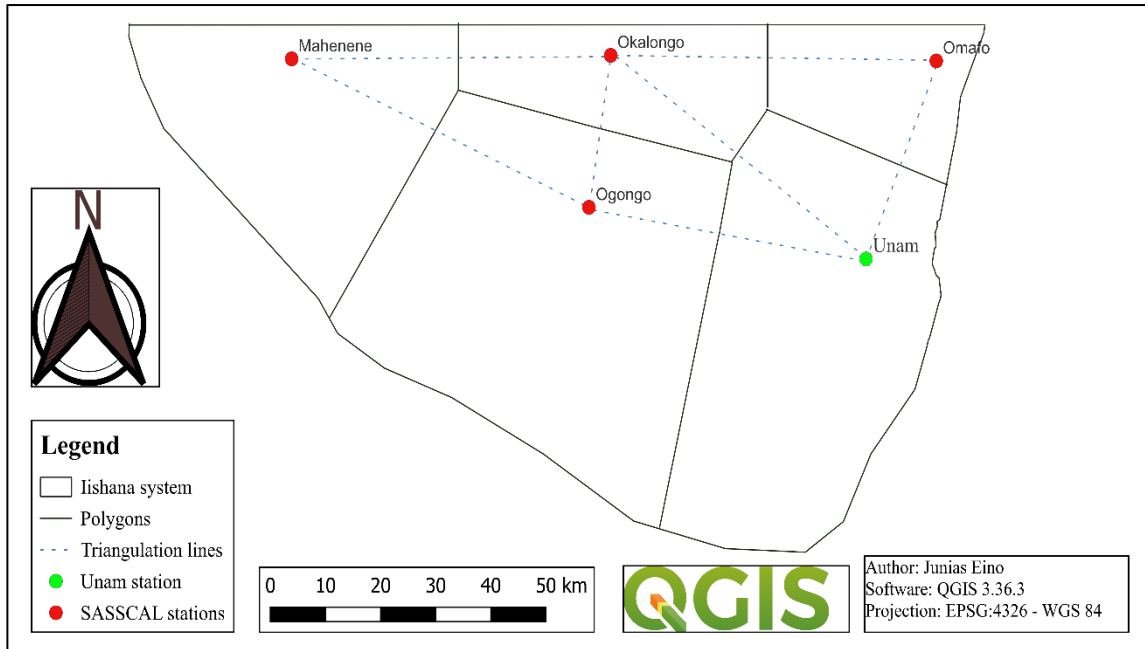 Mahenene
Okalongo
Omafo
Ogongo
Unam
N
Legend
Iishana system
Polygons
Triangulation lines
Unam station
SASSCAL stations
0 10 20 30 40 50 km
QGIS
Author: Junias Eino
Software: QGIS 3.36.3
Projection: EPSG:4326 - WGS 84